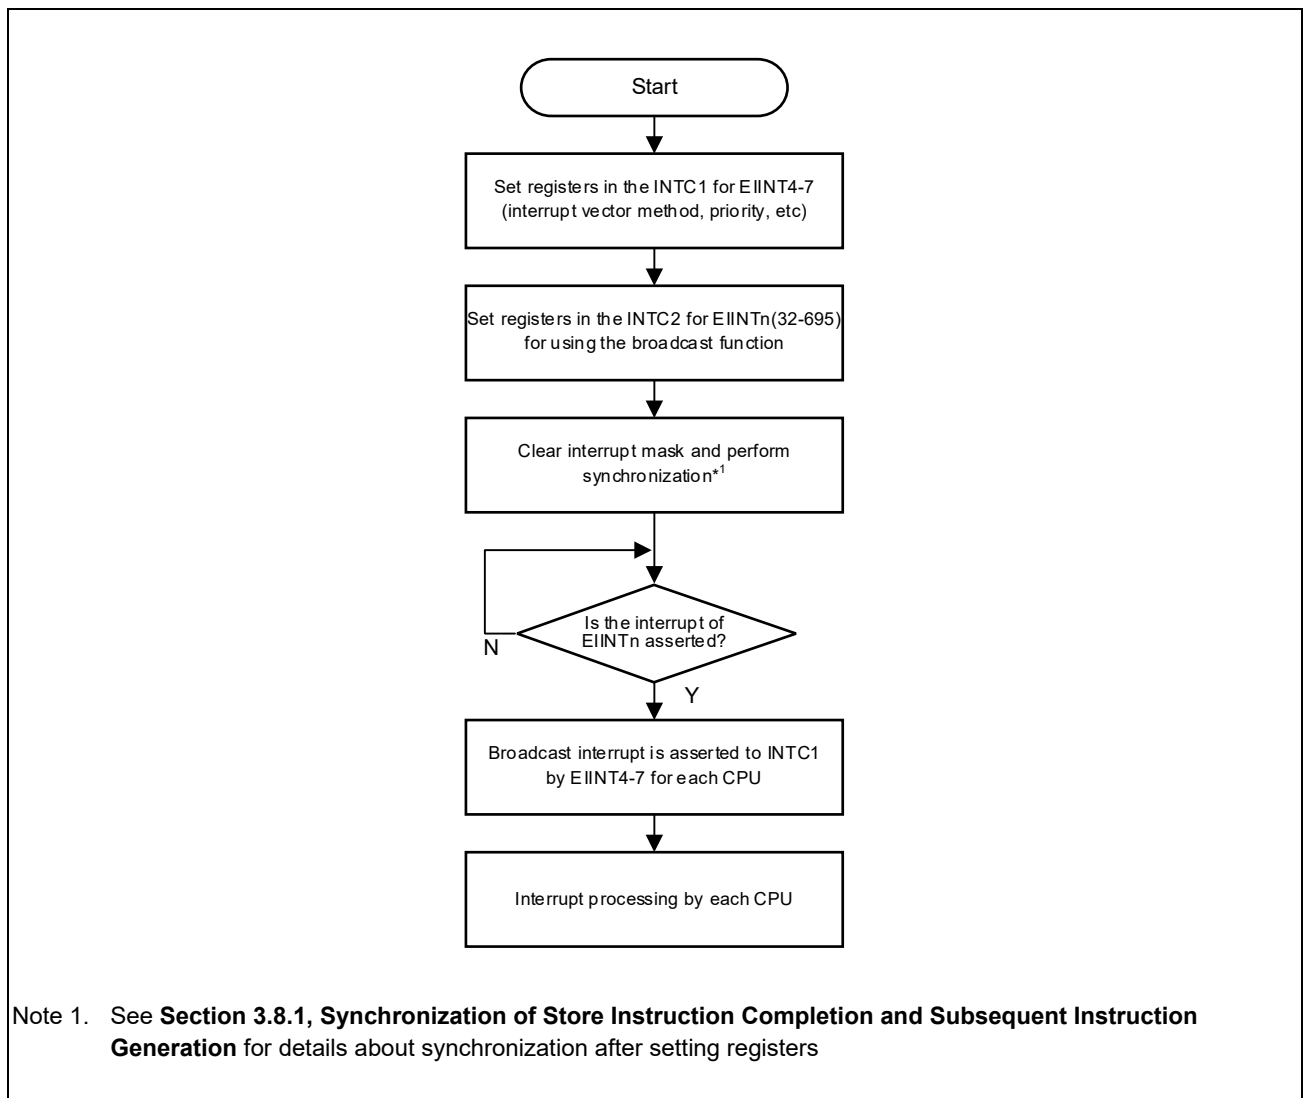 Start
Set registers in the INTC1 for EIINT4-7
(interrupt vector method, priority, etc)
Set registers in the INTC2 for EIINTn(32-695)
for using the broadcast function
Clear interrupt mask and perform
synchronization*1
Is the interrupt of
EIINTn asserted?
N
Y
Broadcast interrupt is asserted to INTC1
by EIINT4-7 for each CPU
Interrupt processing by each CPU
Note 1. See Section 3.8.1, Synchronization of Store Instruction Completion and Subsequent Instruction
Generation for details about synchronization after setting registers